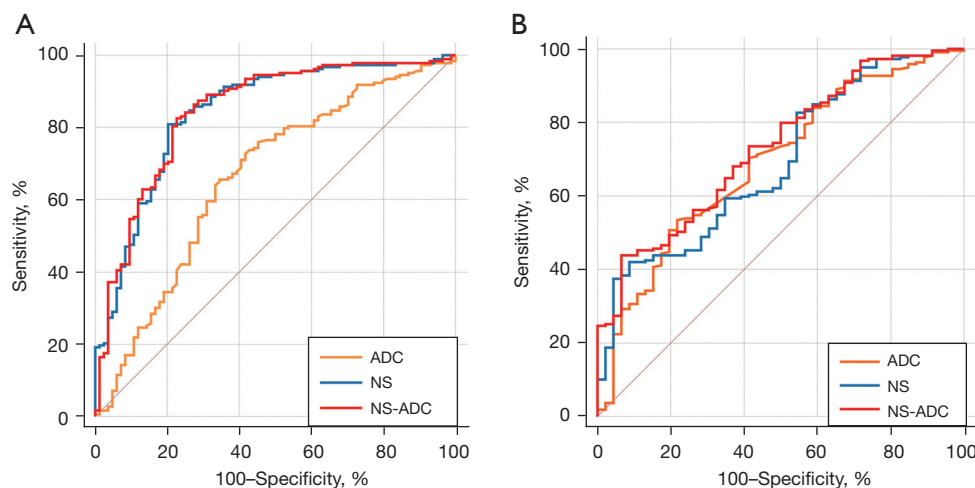 A
Sensitivity, %
100
80
60
40
20
0
0 20 40 60 80 100
100–Specificity, %
ADC
NS
NS-ADC
B
Sensitivity, %
100
80
60
40
20
0
0 20 40 60 80 100
100–Specificity, %
ADC
NS
NS-ADC